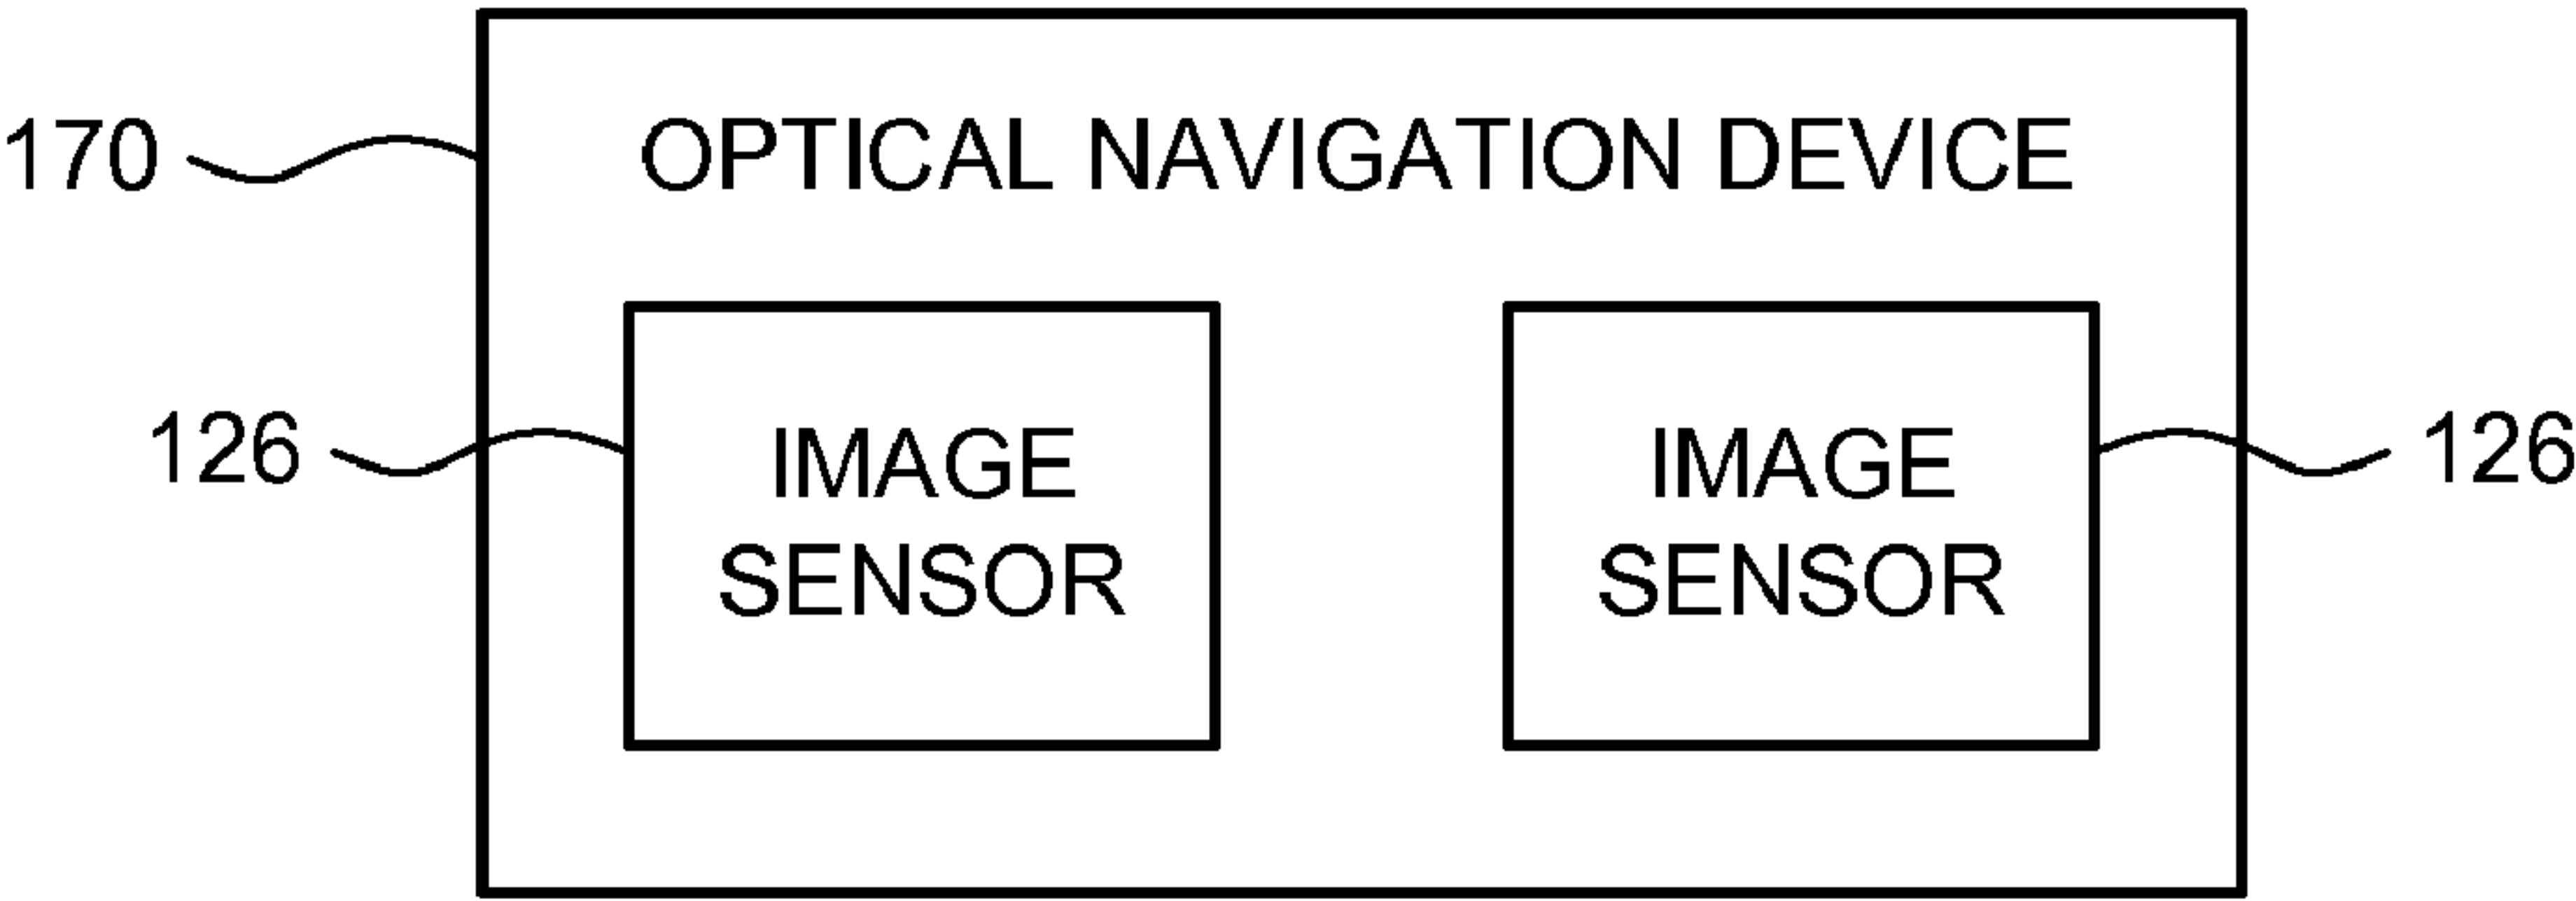 170
OPTICAL NAVIGATION DEVICE
126
IMAGE
SENSOR
IMAGE
SENSOR
126